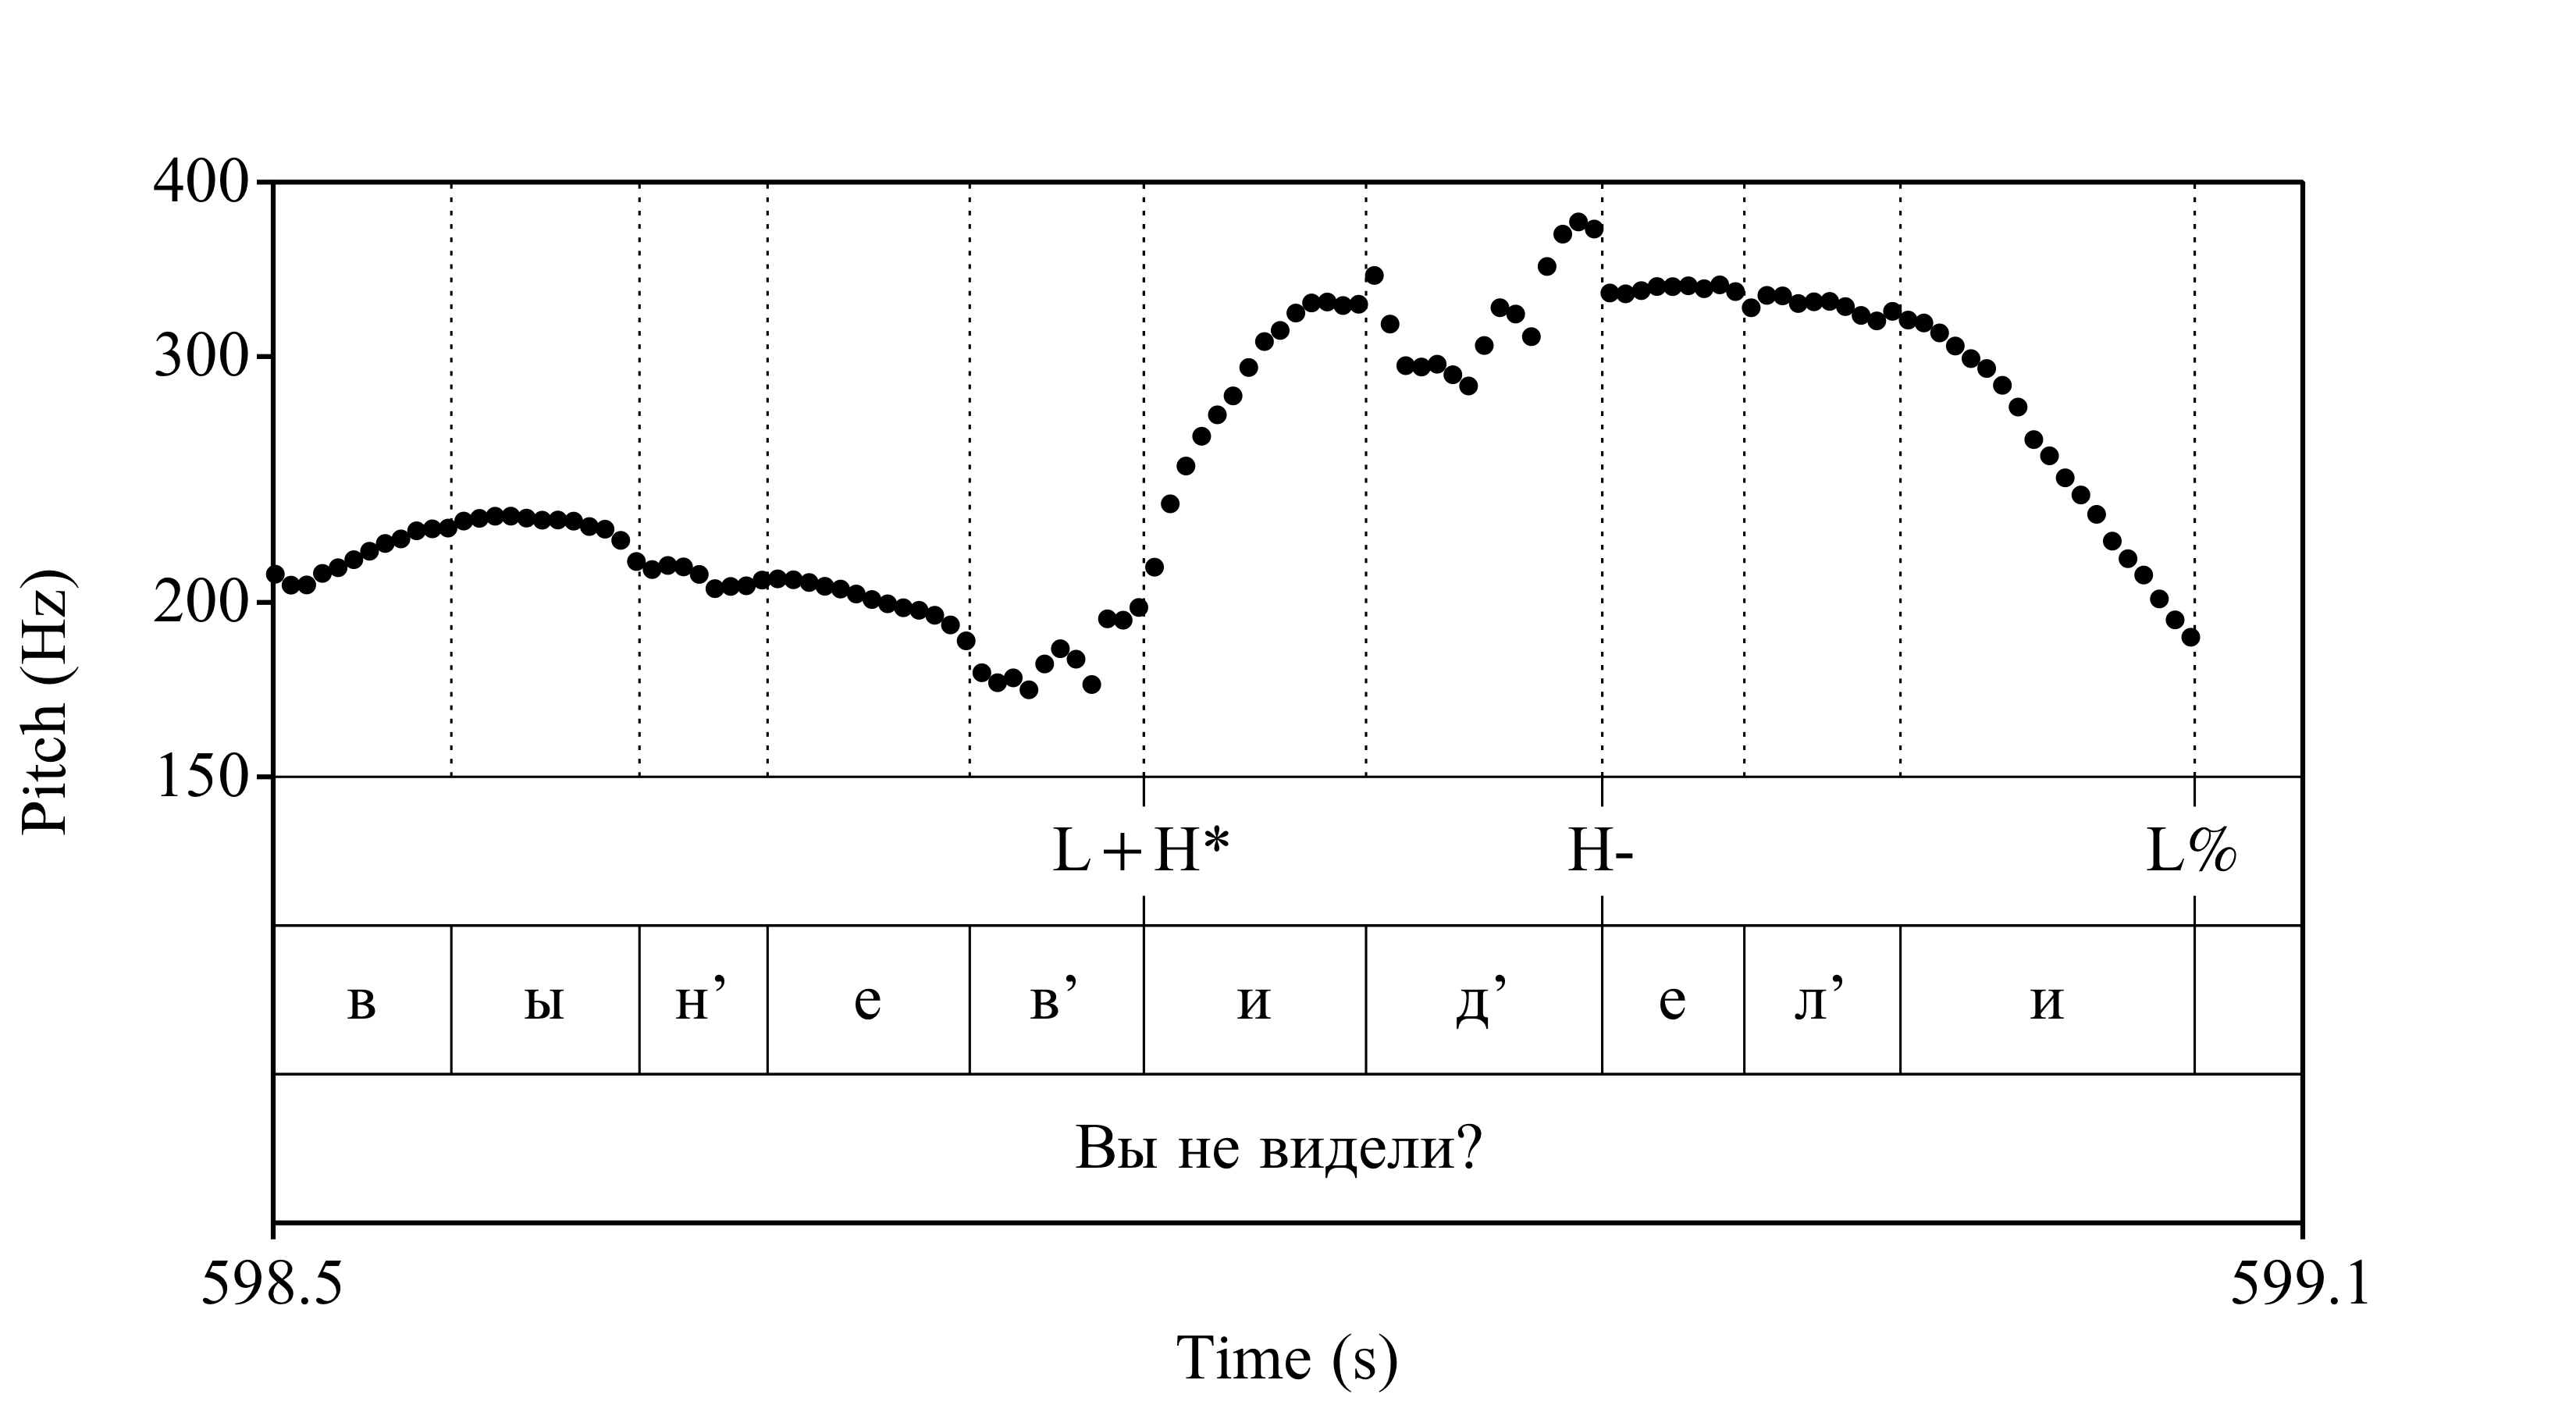 400
300
200
150
Pitch (Hz)
L+H* H- L%
в ы н’ е в’ и д’ е л’ и
Вы не видели?
598.5 599.1
Time (s)